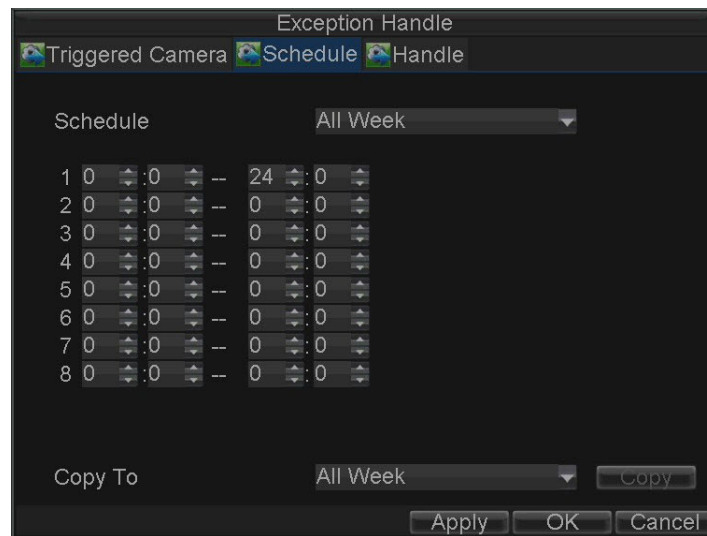 Exception Handle
Triggered Camera Schedule Handle
Schedule All Week
1 0 :0 -- 24 :0
2 0 :0 -- 0 :0
3 0 :0 -- 0 :0
4 0 :0 -- 0 :0
5 0 :0 -- 0 :0
6 0 :0 -- 0 :0
7 0 :0 -- 0 :0
8 0 :0 -- 0 :0
Copy To All Week Copy
Apply OK Cancel